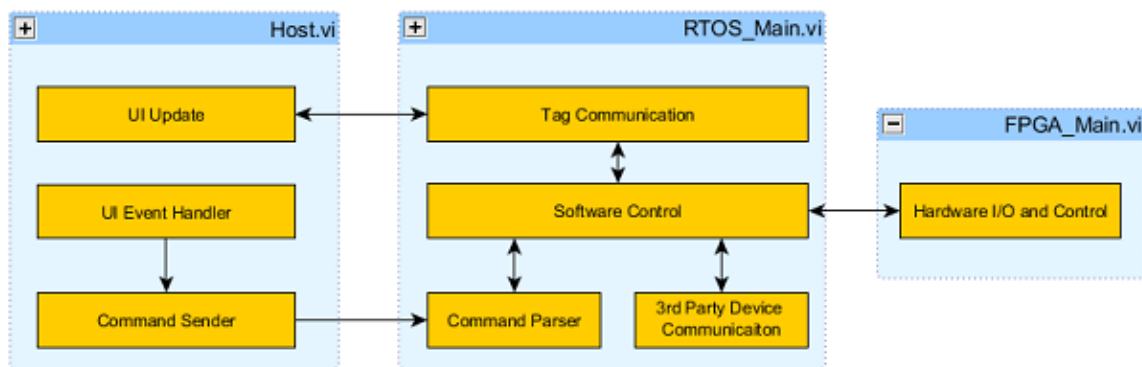 Host.vi
UI Update
UI Event Handler
Command Sender
RTOS_Main.vi
Tag Communication
Software Control
Command Parser
3rd Party Device
Communicaiton
FPGA_Main.vi
Hardware I/O and Control